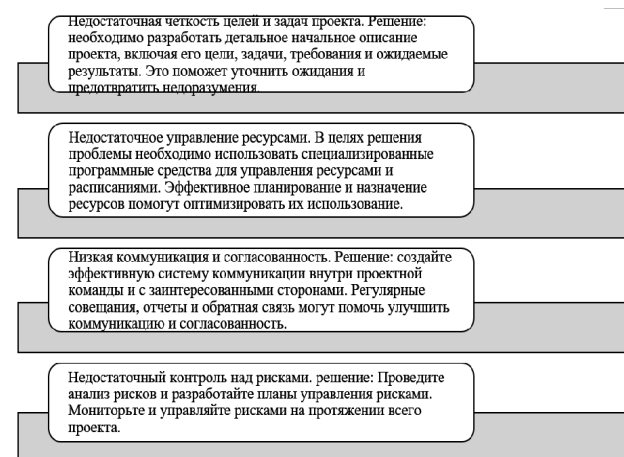 Недостаточная четкость целей и задач проекта. Решение:
необходимо разработать детальное начальное описание
проекта, включая его цели, задачи, требования и ожидаемые
результаты. Это поможет уточнить ожидания и
предотвратить недоразумения.
Недостаточное управление ресурсами. В целях решения
проблемы необходимо использовать специализированные
программные средства для управления ресурсами и
расписаниями. Эффективное планирование и назначение
ресурсов помогут оптимизировать их использование.
Низкая коммуникация и согласованность. Решение: создайте
эффективную систему коммуникации внутри проектной
команды и с заинтересованными сторонами. Регулярные
совещания, отчеты и обратная связь могут помочь улучшить
коммуникацию и согласованность.
Недостаточный контроль над рисками. решение: Проведите
анализ рисков и разработайте планы управления рисками.
Мониторьте и управляйте рисками на протяжении всего
проекта.